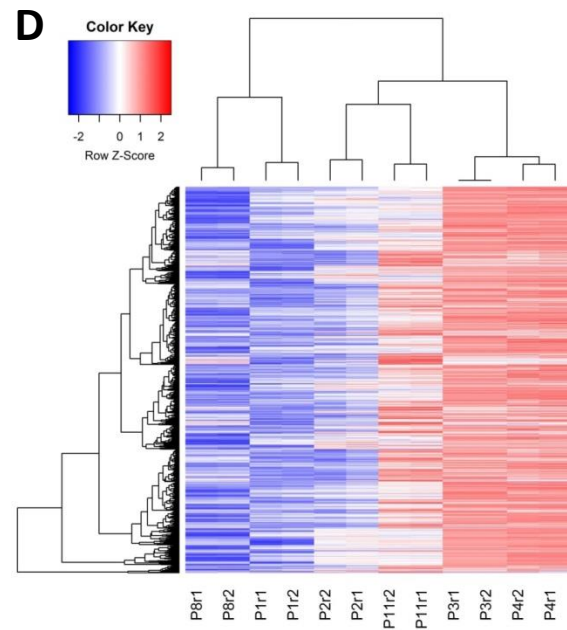 D
Color Key
-2 0 1 2
Row Z-Score
P8r1
P8r2
P1r1
P1r2
P2r2
P2r1
P11r2
P11r1
P3r1
P3r2
P4r2
P4r1